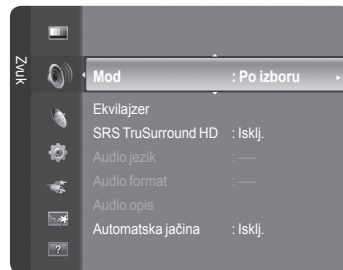 Zvuk
Mod : Po izboru
Ekvilajzer
SRS TruSurround HD : Isklj.
Audio jezik : ----
Audio format : ----
Audio opis
Automatska jačina : Isklj.
?